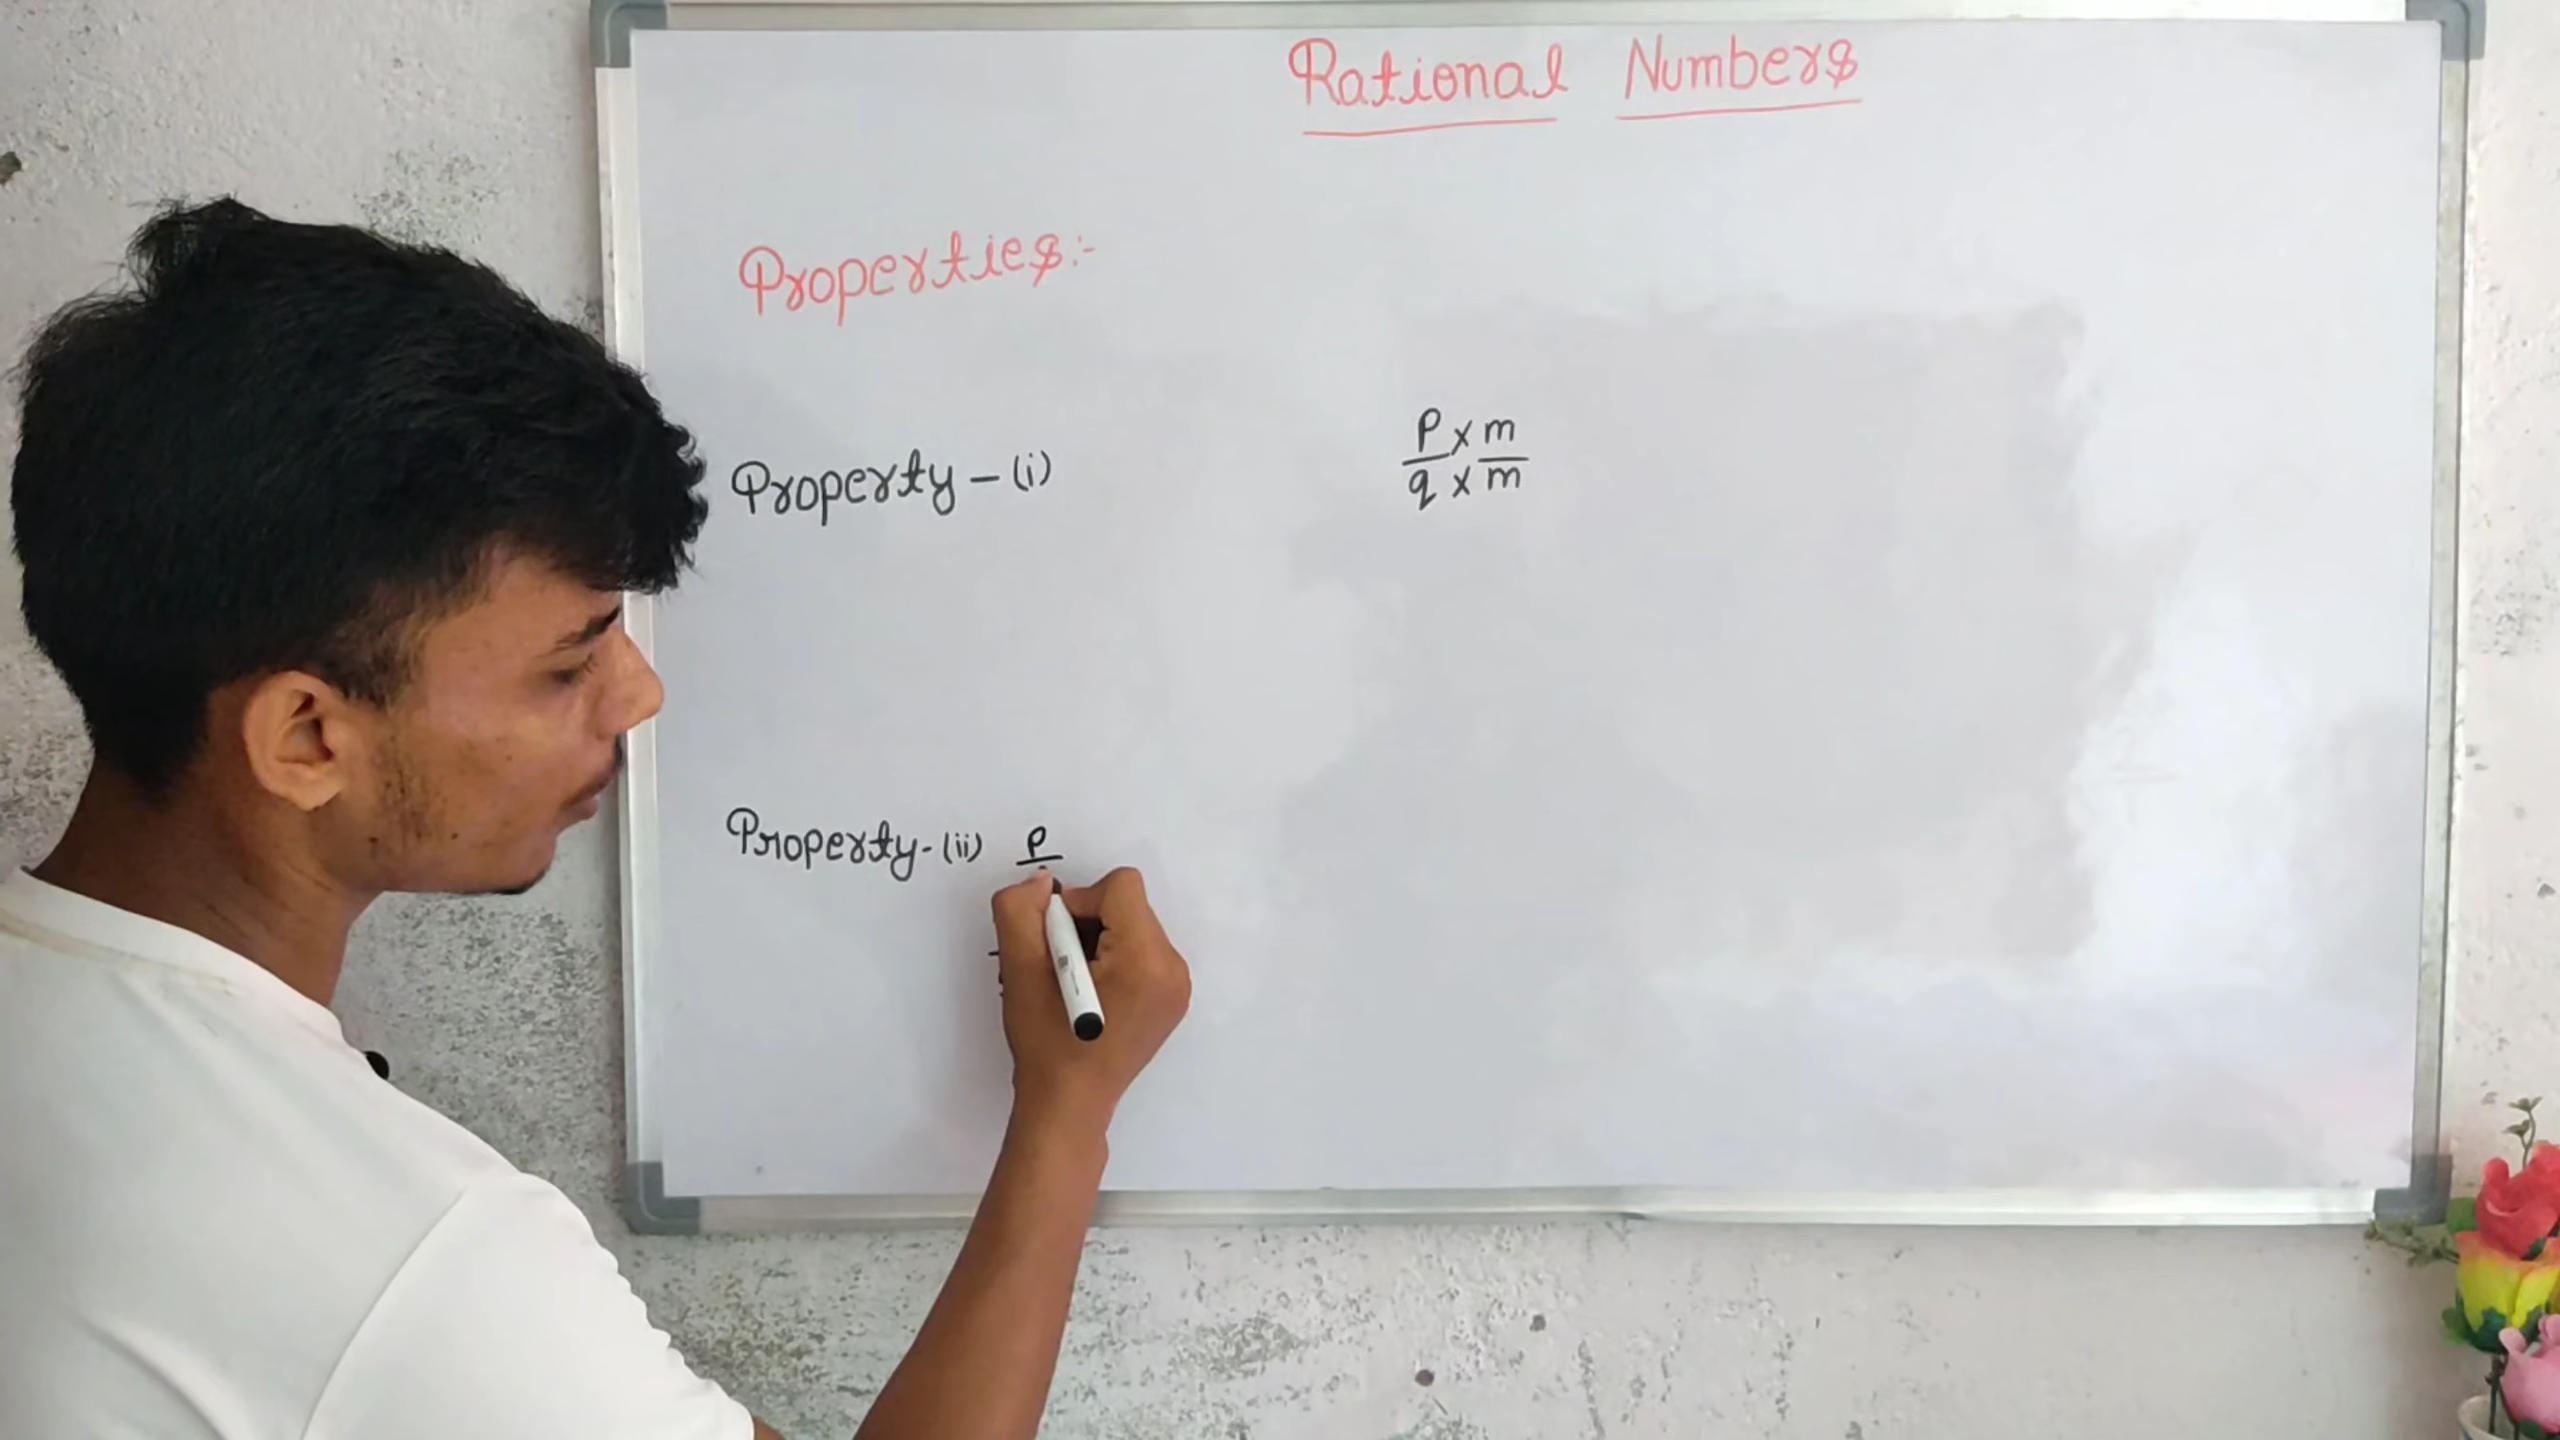 Rational Numbers
Properties:-
Property - (i)
p × m
q × m
Property - (ii) p